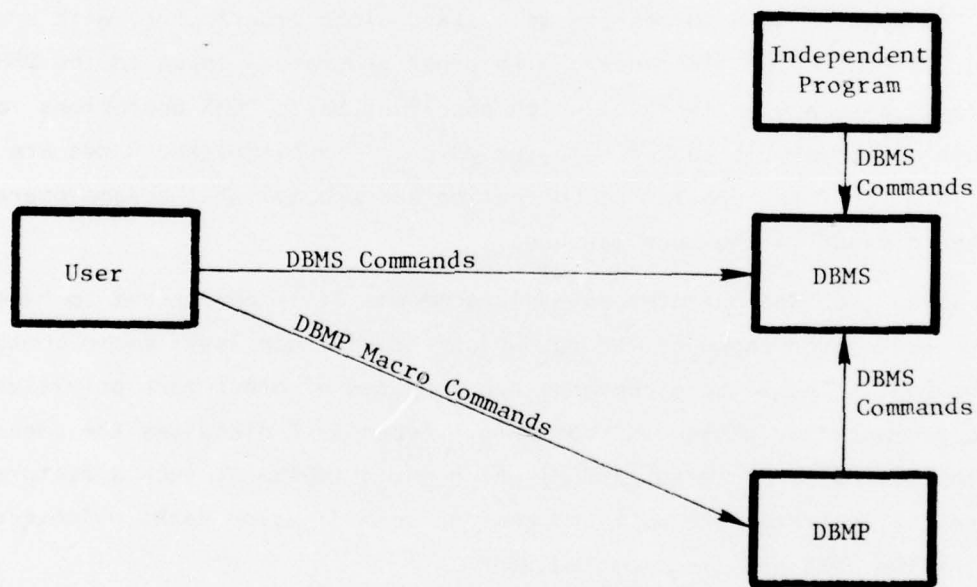 Independent
Program
DBMS
Commands
User
DBMS Commands
DBMS
DBMP Macro Commands
DBMS
Commands
DBMP